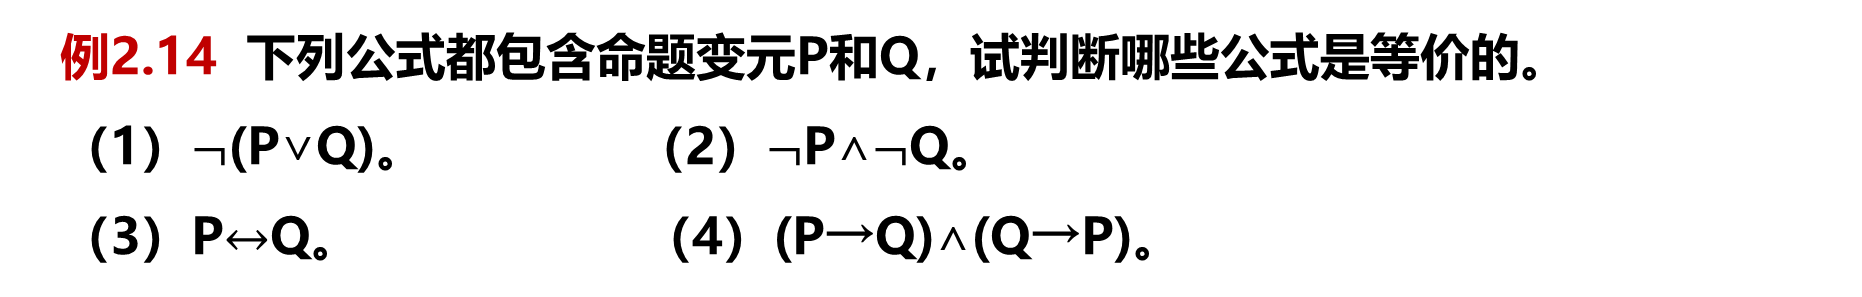 例2.14 下列公式都包含命题变元P和Q，试判断哪些公式是等价的。
（1）¬(P∨Q)。 （2）¬P∧¬Q。
（3）P↔Q。 （4）(P→Q)∧(Q→P)。